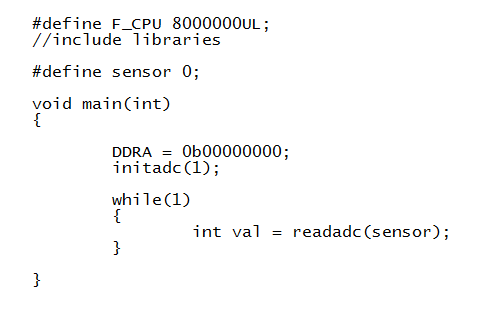 #define F_CPU 8000000UL;
//include libraries
#define sensor 0;
void main(int)
{
DDRA = 0b00000000;
initadc(1);
while(1)
{
int val = readadc(sensor);
}
}